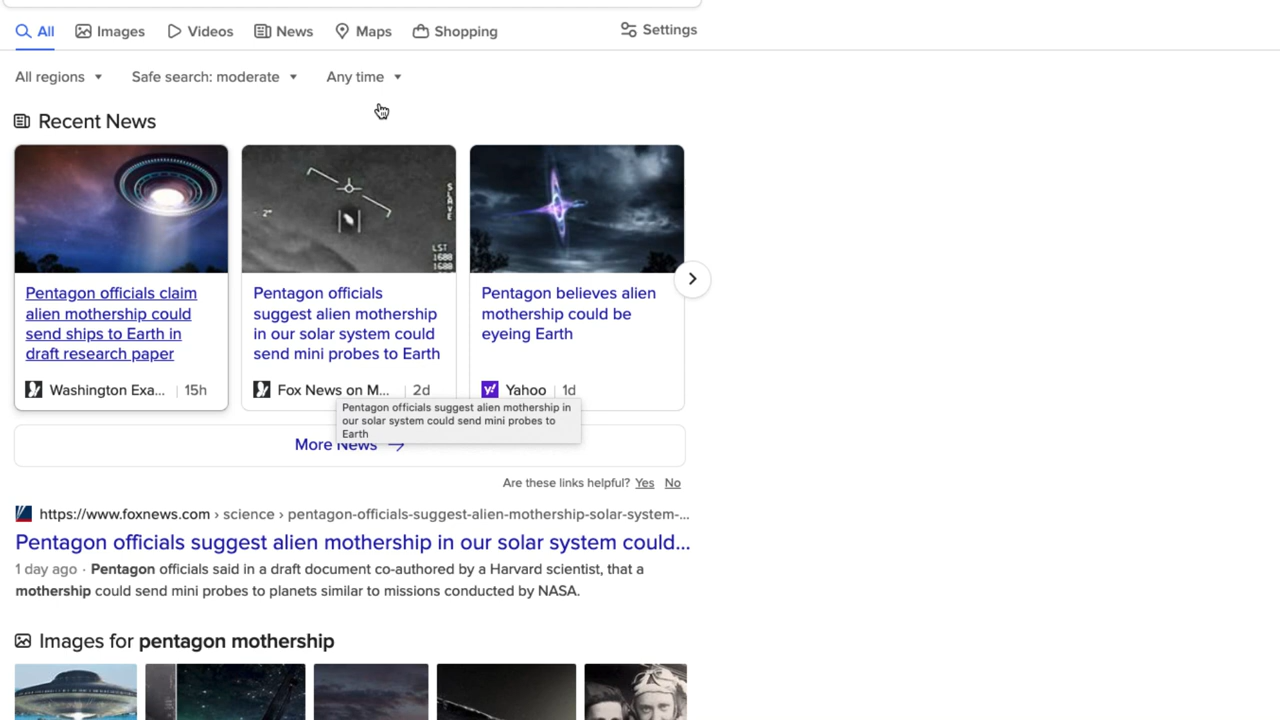 All Images Videos News Maps Shopping Settings
All regions Safe search: moderate Any time
Recent News
SLAVE
2°
LST
1688
1688
Pentagon officials claim
alien mothership could
send ships to Earth in
draft research paper
Washington Exa... 15h
Pentagon officials
suggest alien mothership
in our solar system could
send mini probes to Earth
Fox News on M... 2d
Pentagon believes alien
mothership could be
eyeing Earth
y! Yahoo 1d
Pentagon officials suggest alien mothership in
our solar system could send mini probes to
Earth
More News →
Are these links helpful? Yes No
https://www.foxnews.com › science › pentagon-officials-suggest-alien-mothership-solar-system-...
Pentagon officials suggest alien mothership in our solar system could...
1 day ago · Pentagon officials said in a draft document co-authored by a Harvard scientist, that a
mothership could send mini probes to planets similar to missions conducted by NASA.
Images for pentagon mothership